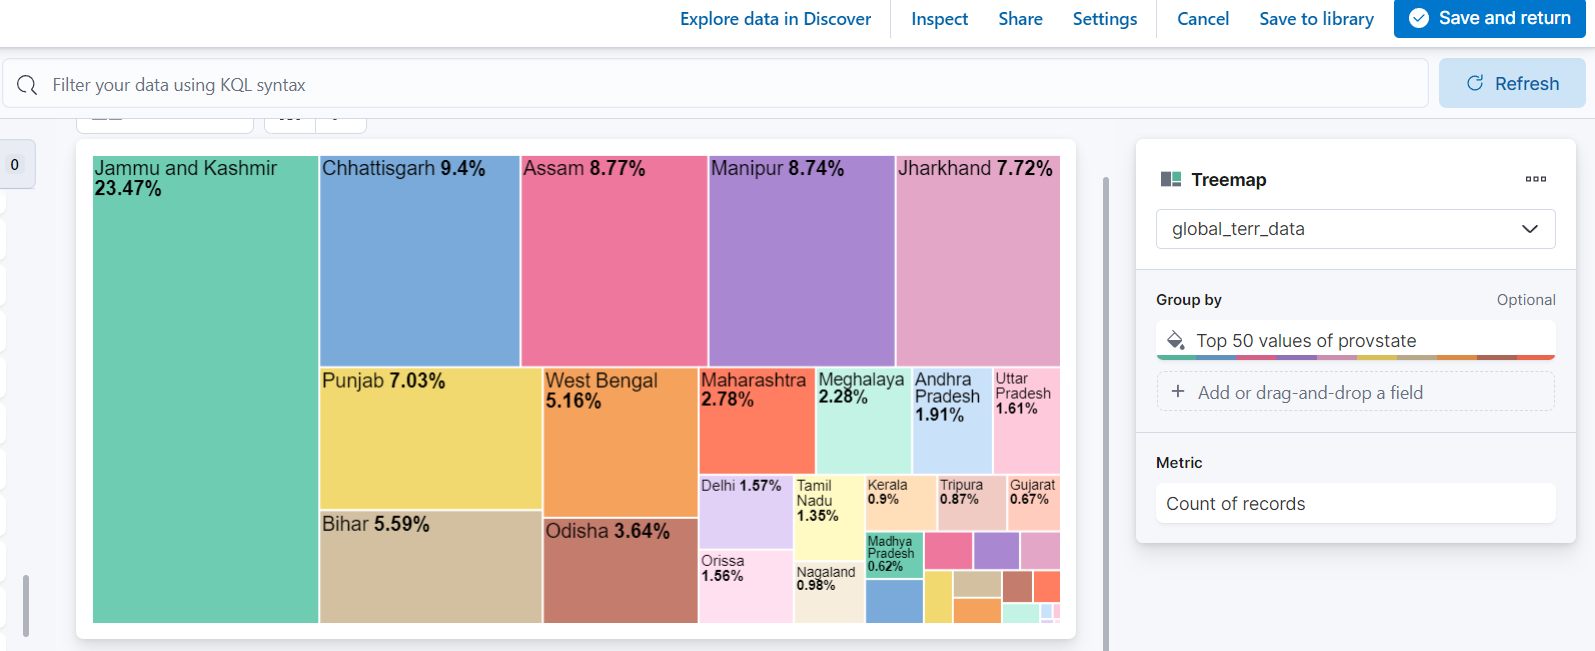 Explore data in Discover
Inspect
Share
Settings
Cancel
Save to library
Save and return
Filter your data using KQL syntax
Refresh
0
Jammu and Kashmir
23.47%
Chhattisgarh 9.4%
Assam 8.77%
Manipur 8.74%
Jharkhand 7.72%
Punjab 7.03%
West Bengal
5.16%
Maharashtra
2.78%
Meghalaya
2.28%
Andhra
Pradesh
1.91%
Uttar
Pradesh
1.61%
Delhi 1.57%
Tamil
Nadu
1.35%
Kerala
0.9%
Tripura
0.87%
Gujarat
0.67%
Bihar 5.59%
Odisha 3.64%
Orissa
1.56%
Nagaland
0.98%
Madhya
Pradesh
0.62%
Treemap
global_terr_data
Group by
Optional
Top 50 values of provstate
+ Add or drag-and-drop a field
Metric
Count of records